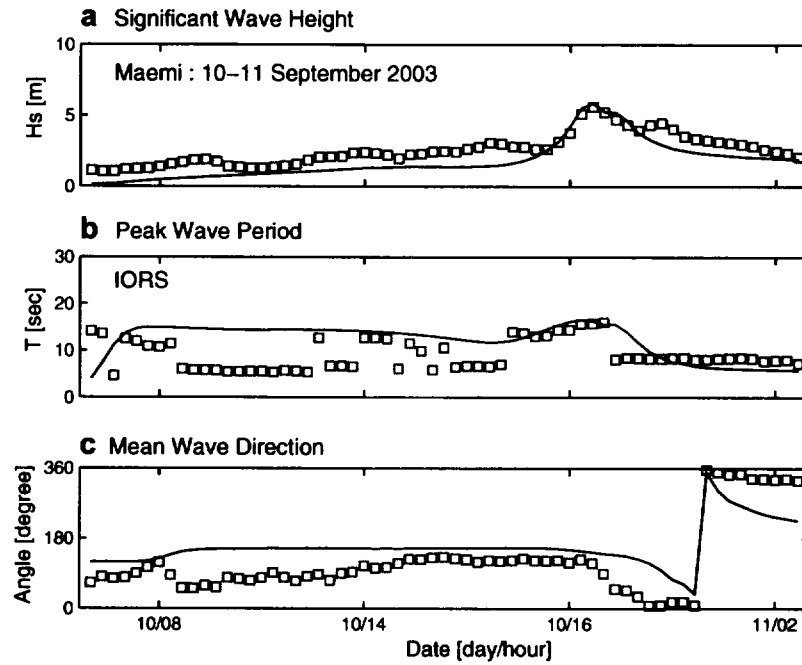 a Significant Wave Height
10
5
0
Hs [m]
Maemi : 10–11 September 2003
b Peak Wave Period
30
20
10
0
T [sec]
IORS
c Mean Wave Direction
360
180
0
Angle [degree]
10/08 10/14 10/16 11/02
Date [day/hour]